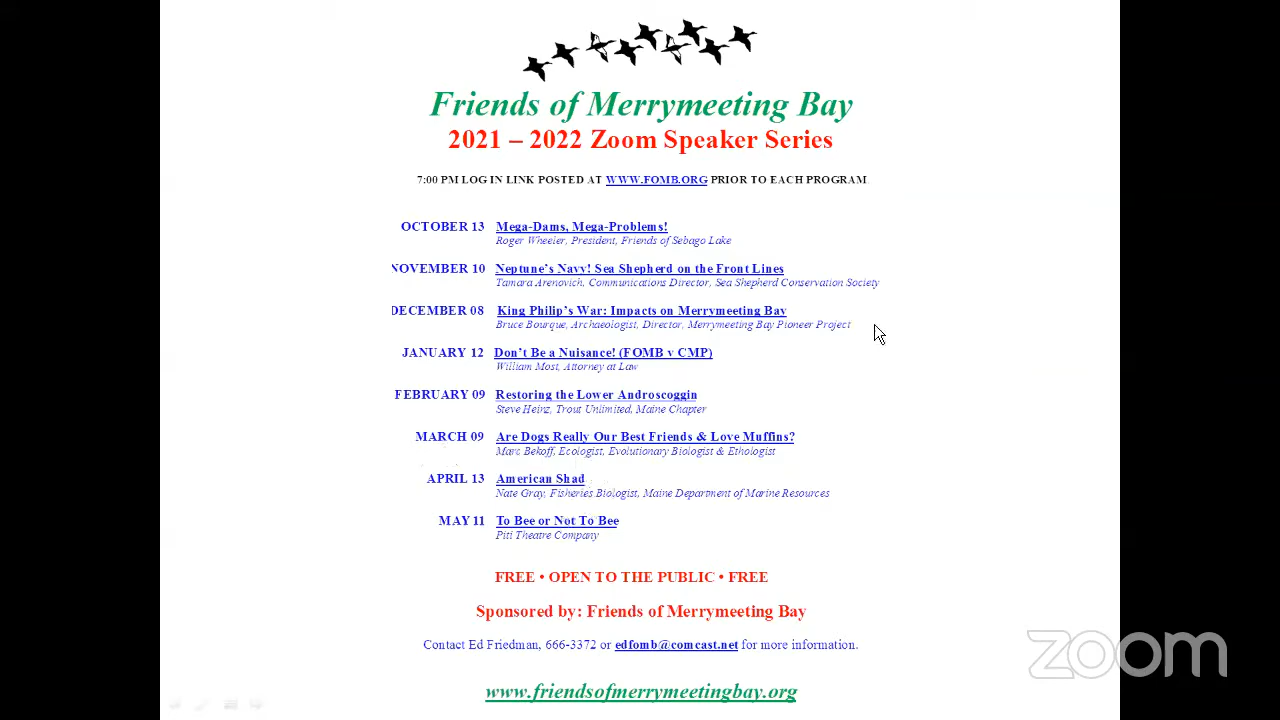 Friends of Merrymeeting Bay
2021 – 2022 Zoom Speaker Series
7:00 PM LOG IN LINK POSTED AT WWW.FOMB.ORG PRIOR TO EACH PROGRAM.
OCTOBER 13 Mega-Dams, Mega-Problems!
Roger Wheeler, President, Friends of Sebago Lake
NOVEMBER 10 Neptune's Navy! Sea Shepherd on the Front Lines
Tamara Arenovich, Communications Director, Sea Shepherd Conservation Society
DECEMBER 08 King Philip's War: Impacts on Merrymeeting Bay
Bruce Bourque, Archaeologist, Director, Merrymeeting Bay Pioneer Project
JANUARY 12 Don't Be a Nuisance! (FOMB v CMP)
William Most, Attorney at Law
FEBRUARY 09 Restoring the Lower Androscoggin
Steve Heinz, Trout Unlimited, Maine Chapter
MARCH 09 Are Dogs Really Our Best Friends & Love Muffins?
Marc Bekoff, Ecologist, Evolutionary Biologist & Ethologist
APRIL 13 American Shad
Nate Gray, Fisheries Biologist, Maine Department of Marine Resources
MAY 11 To Bee or Not To Bee
Piti Theatre Company
FREE • OPEN TO THE PUBLIC • FREE
Sponsored by: Friends of Merrymeeting Bay
Contact Ed Friedman, 666-3372 or edfomb@comcast.net for more information.
zoom
www.friendsofmerrymeetingbay.org